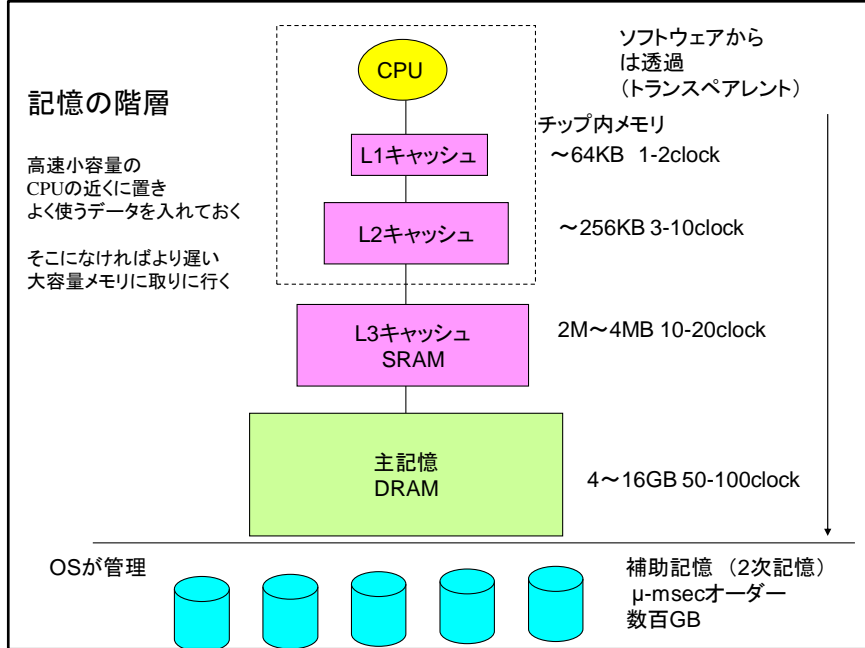 記憶の階層
高速小容量の
CPUの近くに置き
よく使うデータを入れておく
そこになければより遅い
大容量メモリに取りに行く
CPU
L1キャッシュ
L2キャッシュ
L3キャッシュ
SRAM
主記憶
DRAM
ソフトウェアから
は透過
(トランスペアレント)
チップ内メモリ
～64KB 1-2clock
～256KB 3-10clock
2M～4MB 10-20clock
4～16GB 50-100clock
OSが管理
補助記憶 (2次記憶)
μ-msecオーダー
数百GB